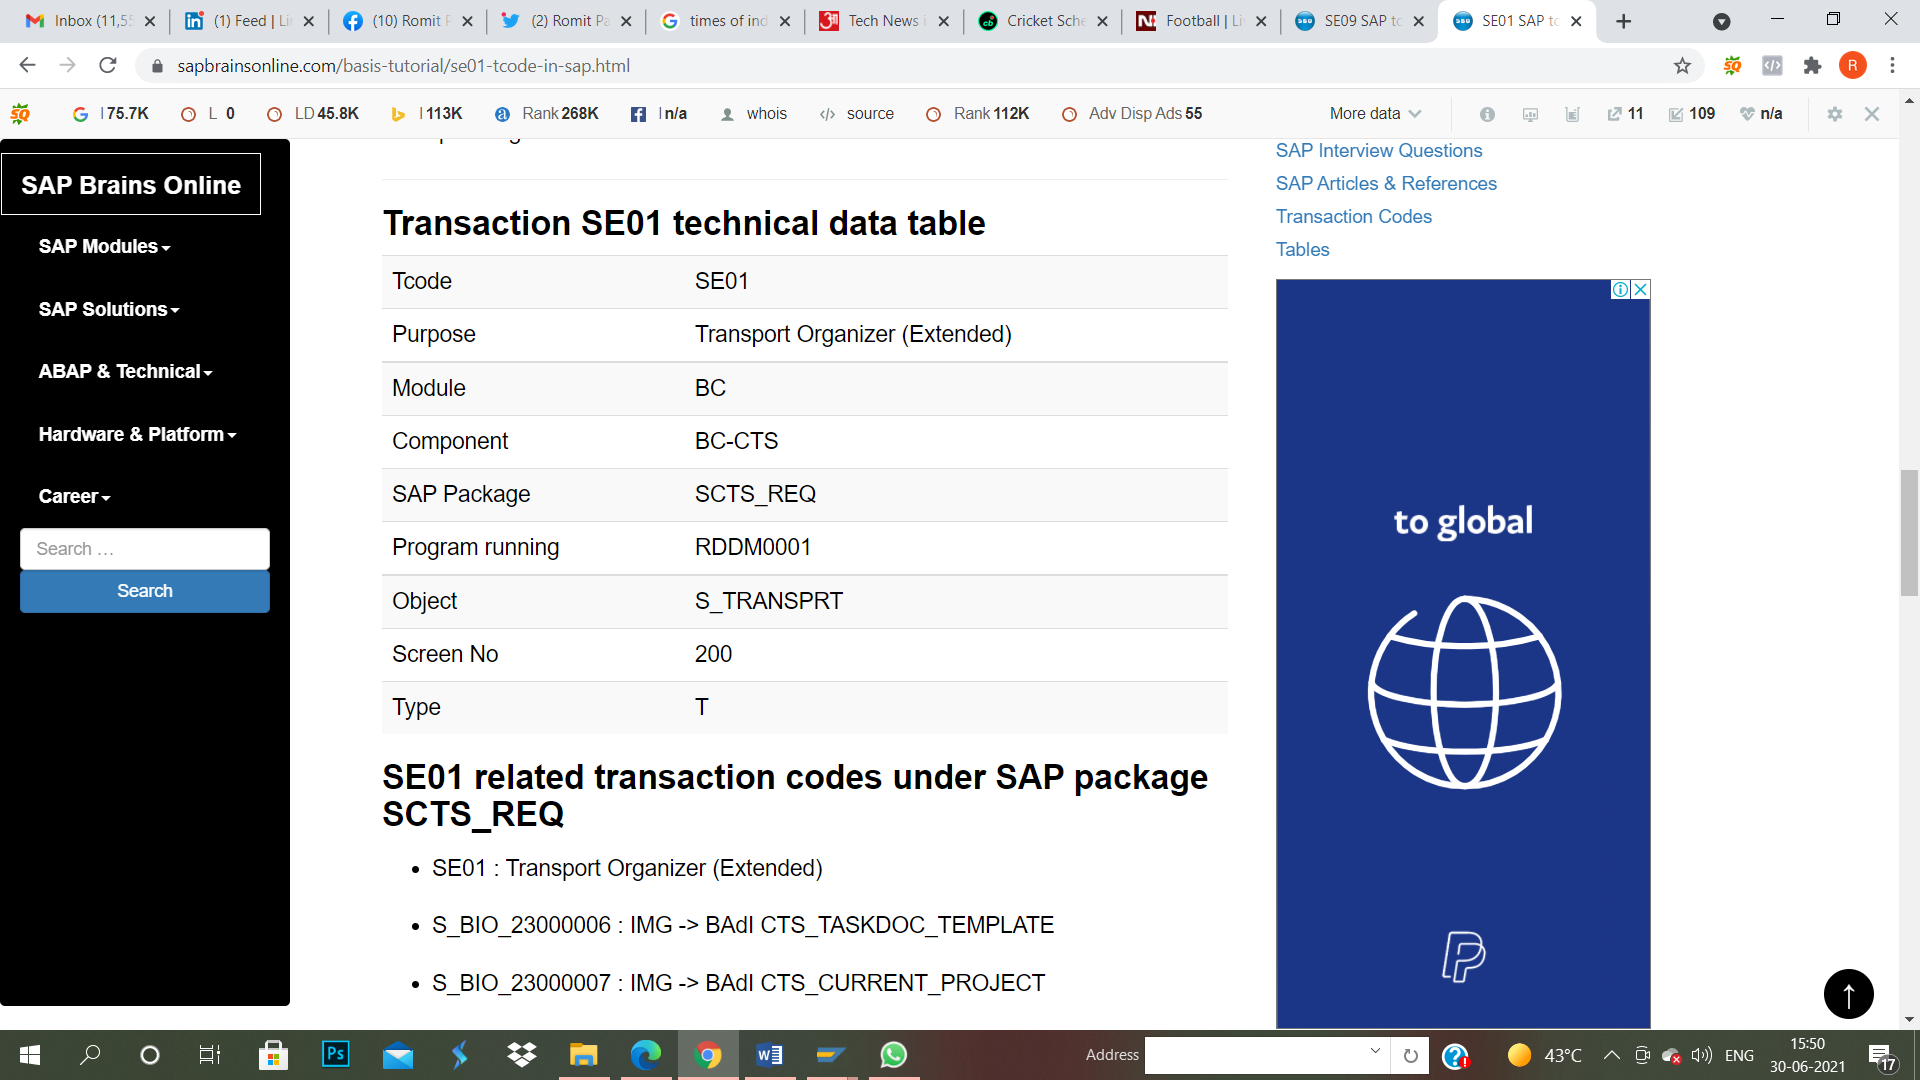 Inbox (11,55
(1) Feed | Li
(10) Romit P
(2) Romit Pa
times of ind
Tech News i
Cricket Sche
Football | Li
SE09 SAP tc
SE01 SAP tc
sapbrainsonline.com/basis-tutorial/se01-tcode-in-sap.html
R
SQ
I 75.7K
L 0
LD 45.8K
I 113K
Rank 268K
I n/a
whois
source
Rank 112K
Adv Disp Ads 55
More data
11
109
n/a
SAP Brains Online
SAP Modules
SAP Solutions
ABAP & Technical
Hardware & Platform
Career
Search …
Search
Transaction SE01 technical data table
Tcode SE01
Purpose Transport Organizer (Extended)
Module BC
Component BC-CTS
SAP Package SCTS_REQ
Program running RDDM0001
Object S_TRANSPRT
Screen No 200
Type T
SE01 related transaction codes under SAP package
SCTS_REQ
• SE01 : Transport Organizer (Extended)
• S_BIO_23000006 : IMG -> BAdI CTS_TASKDOC_TEMPLATE
• S_BIO_23000007 : IMG -> BAdI CTS_CURRENT_PROJECT
SAP Interview Questions
SAP Articles & References
Transaction Codes
Tables
to global
Ps
Address
43°C
ENG
15:50
30-06-2021
17